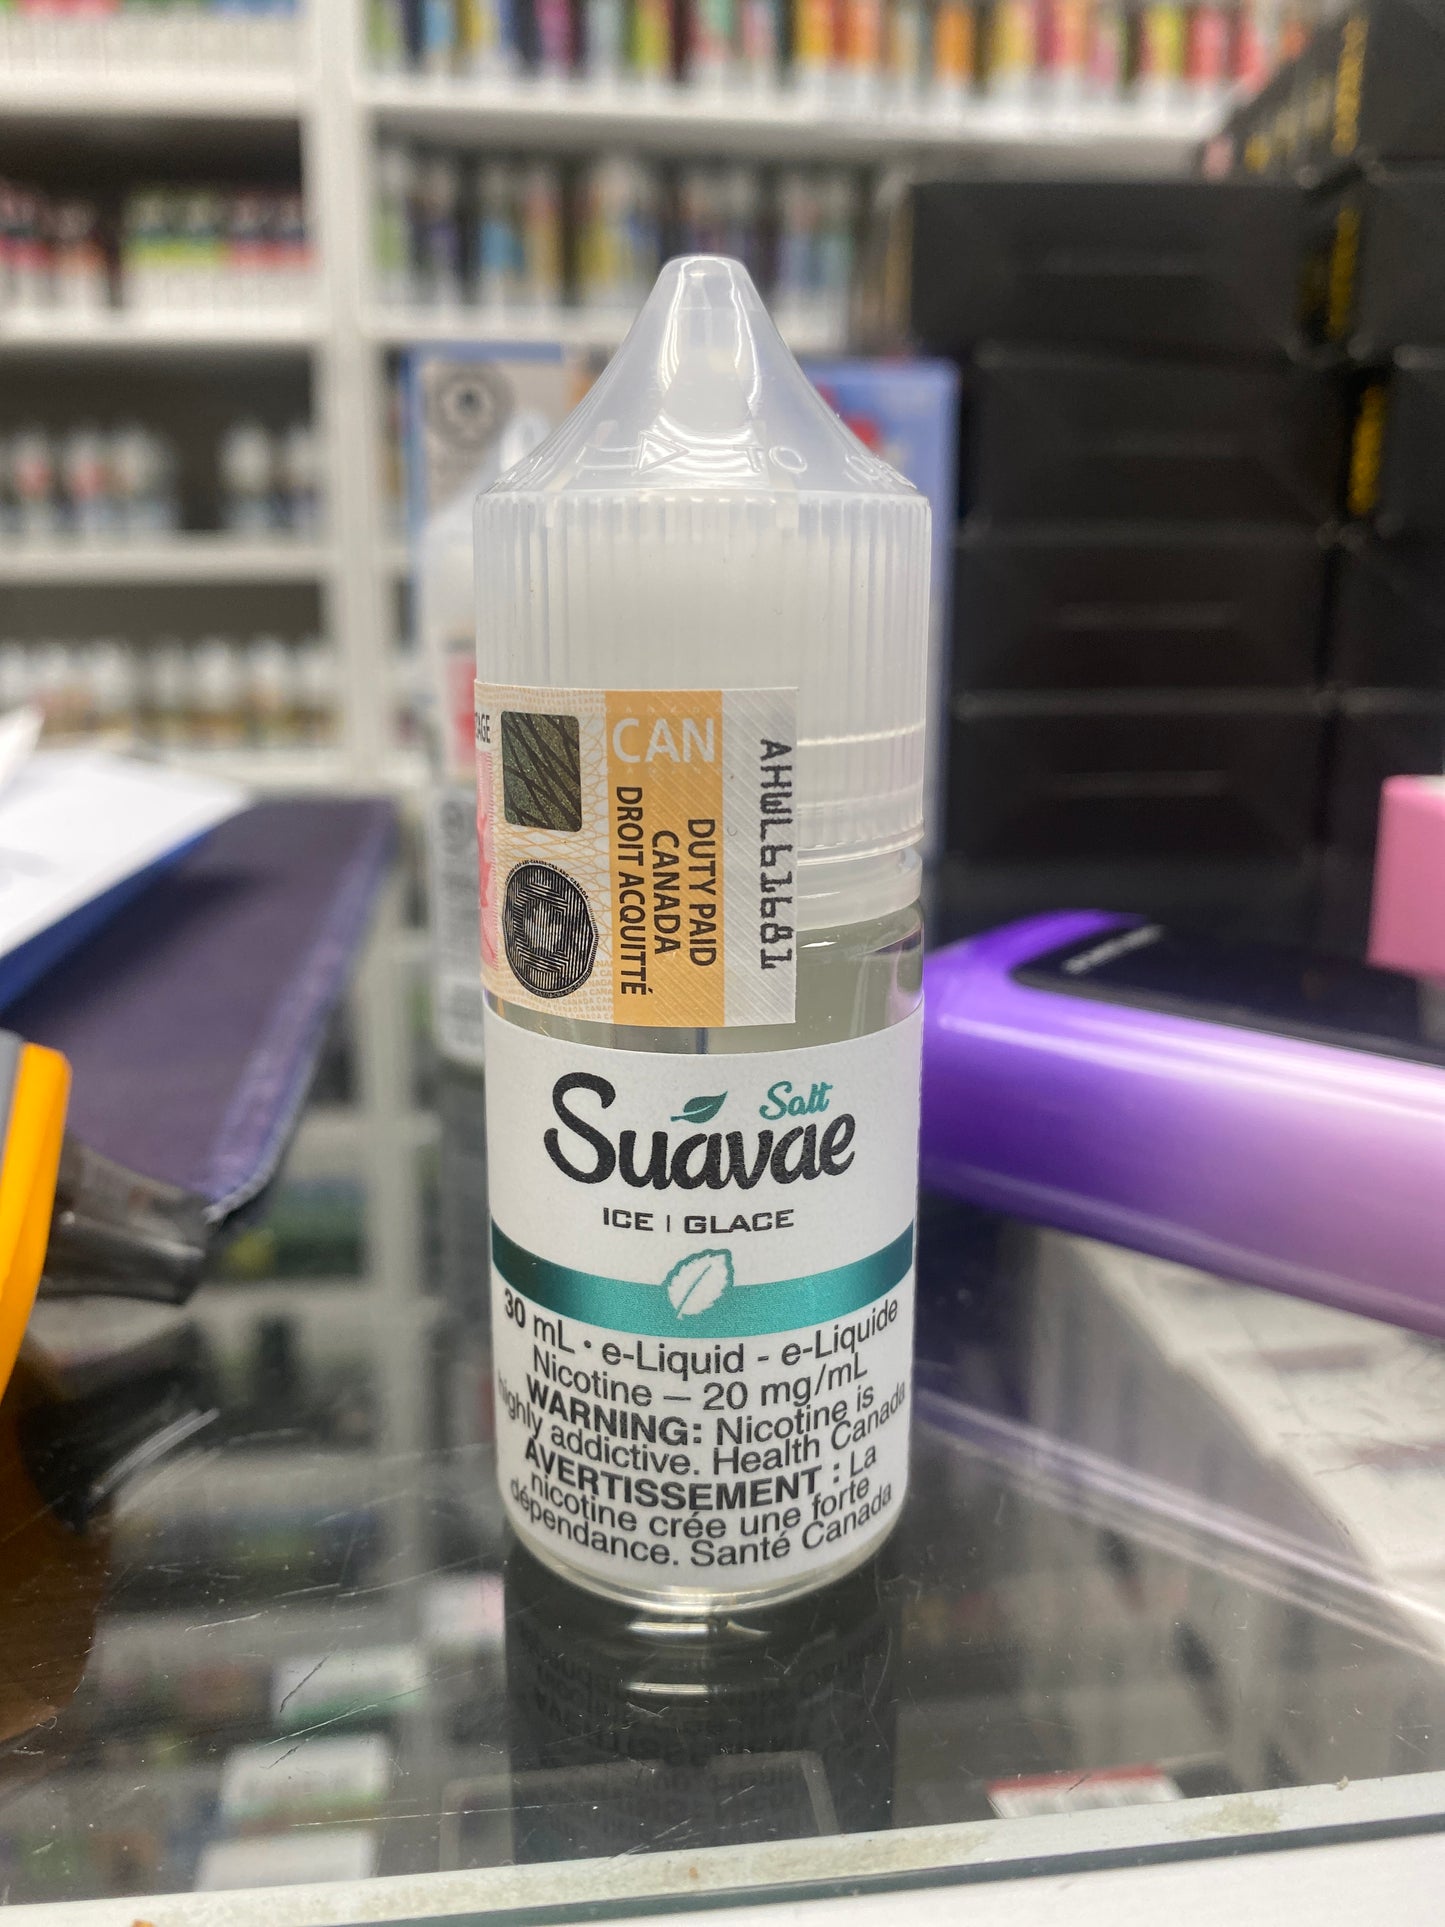 CAN
DUTY PAID
CANADA
DROIT ACQUITTÉ
AHWL61681
Suavae
Salt
ICE | GLACE
30 mL • e-Liquid - e-Liquide
Nicotine – 20 mg/mL
WARNING: Nicotine is
highly addictive. Health Canada
AVERTISSEMENT : La
nicotine crée une forte
dépendance. Santé Canada